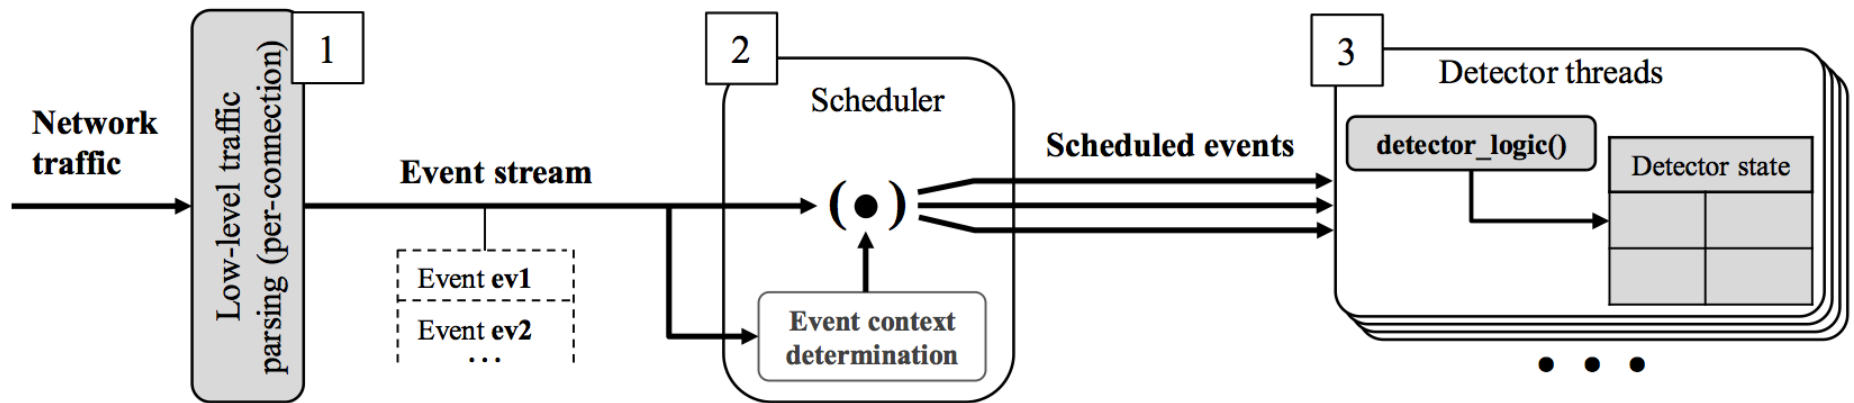 1
2
3
Network
traffic
Low-level traffic
parsing (per-connection)
Event stream
Event ev1
Event ev2
...
Scheduler
(•)
Event context
determination
Scheduled events
Detector threads
detector_logic()
Detector state
• • •